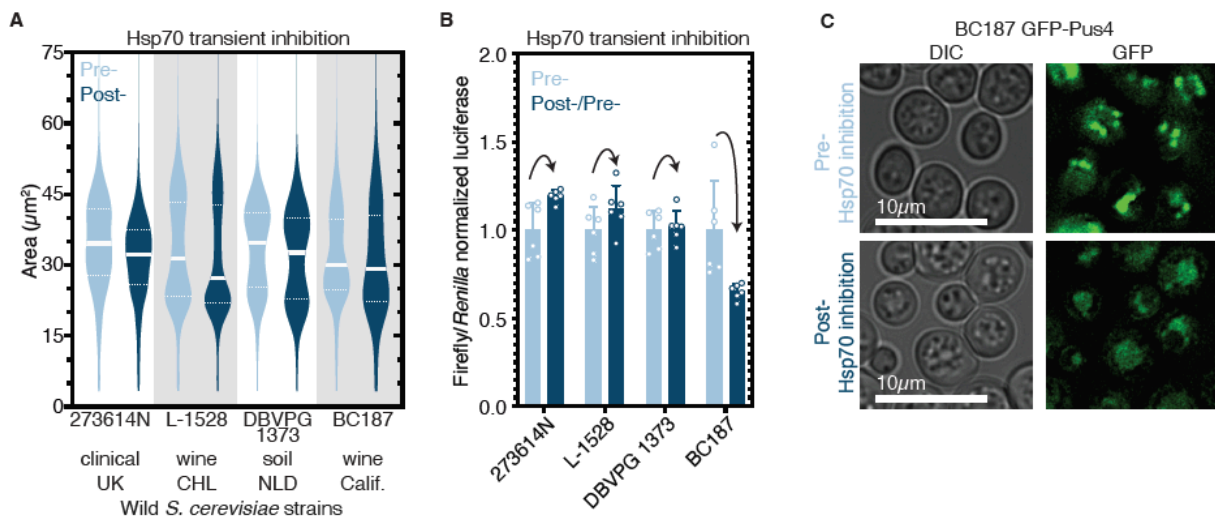 A
Hsp70 transient inhibition
Pre-
Post-
Area (µm²)
75
60
45
30
15
0
273614N
L-1528
DBVPG
1373
BC187
clinical
wine
soil
wine
UK
CHL
NLD
Calif.
Wild S. cerevisiae strains
B
Hsp70 transient inhibition
Pre-
Post-/Pre-
Firefly/Renilla normalized luciferase
2.0
1.5
1.0
0.5
0.0
273614N
L-1528
DBVPG 1373
BC187
C
BC187 GFP-Pus4
DIC
GFP
Pre-
Hsp70 inhibition
10µm
Post-
Hsp70 inhibition
10µm